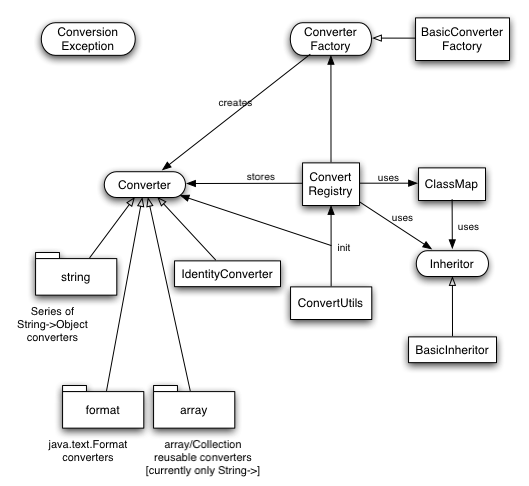 Conversion
Exception
Converter
Factory
BasicConverter
Factory
creates
Converter
stores
Convert
Registry
uses
ClassMap
uses
uses
init
Inheritor
string
IdentityConverter
ConvertUtils
Series of
String->Object
converters
BasicInheritor
format
array
java.text.Format
converters
array/Collection
reusable converters
[currently only String->]